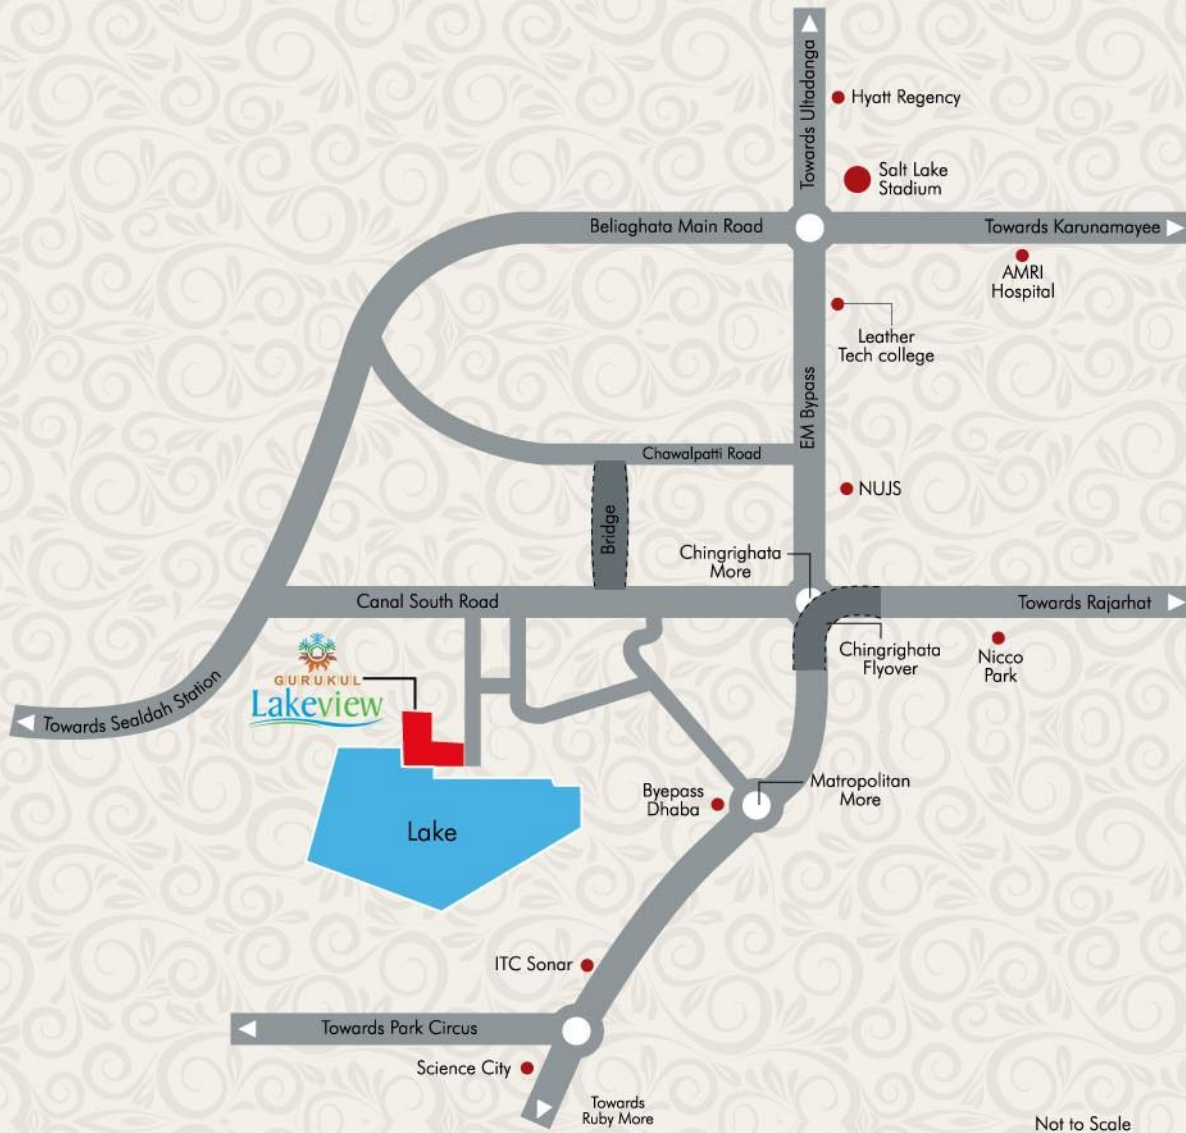 Towards Ultadanga
Hyatt Regency
Salt Lake
Stadium
Beliaghata Main Road
Towards Karunamayee
AMRI
Hospital
Leather
Tech college
EM Bypass
Chawalpatti Road
NUJS
Bridge
Chingrighata
More
Canal South Road
Towards Rajarhat
Chingrighata
Flyover
Nicco
Park
GURUKUL
Lakeview
Towards Sealdah Station
Matropolitan
More
Byepass
Dhaba
Lake
ITC Sonar
Towards Park Circus
Science City
Towards
Ruby More
Not to Scale